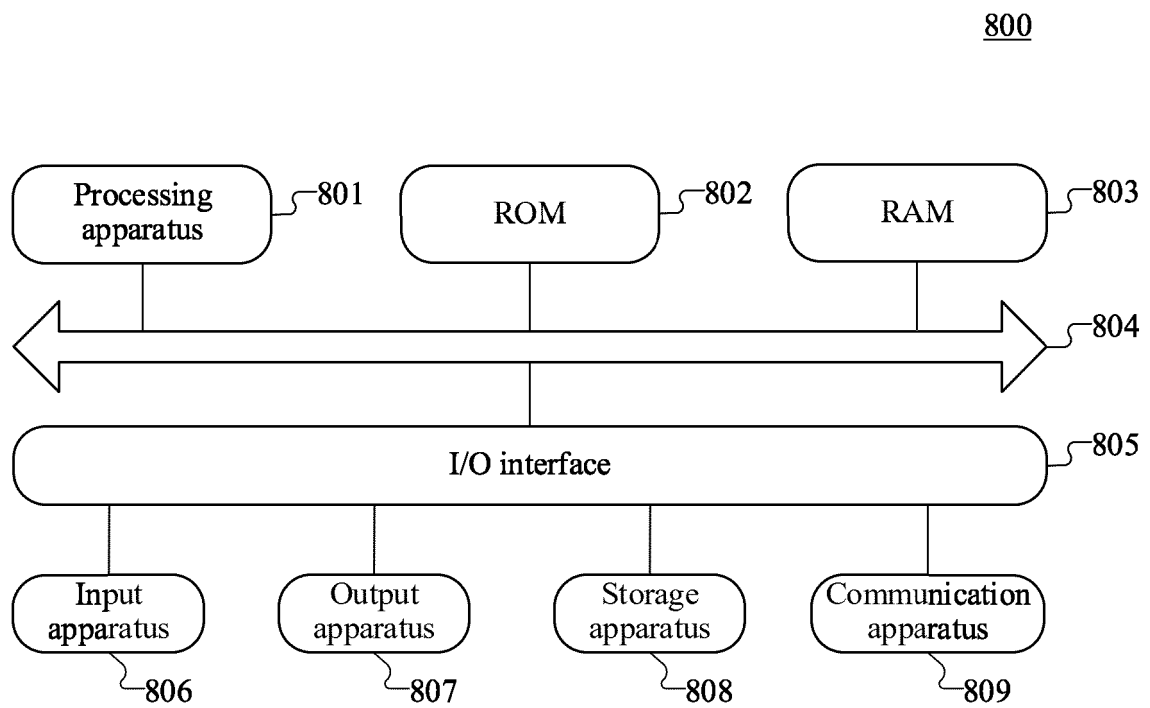 800
Processing
apparatus
801
ROM
802
RAM
803
804
I/O interface
805
Input
apparatus
806
Output
apparatus
807
Storage
apparatus
808
Communication
apparatus
809